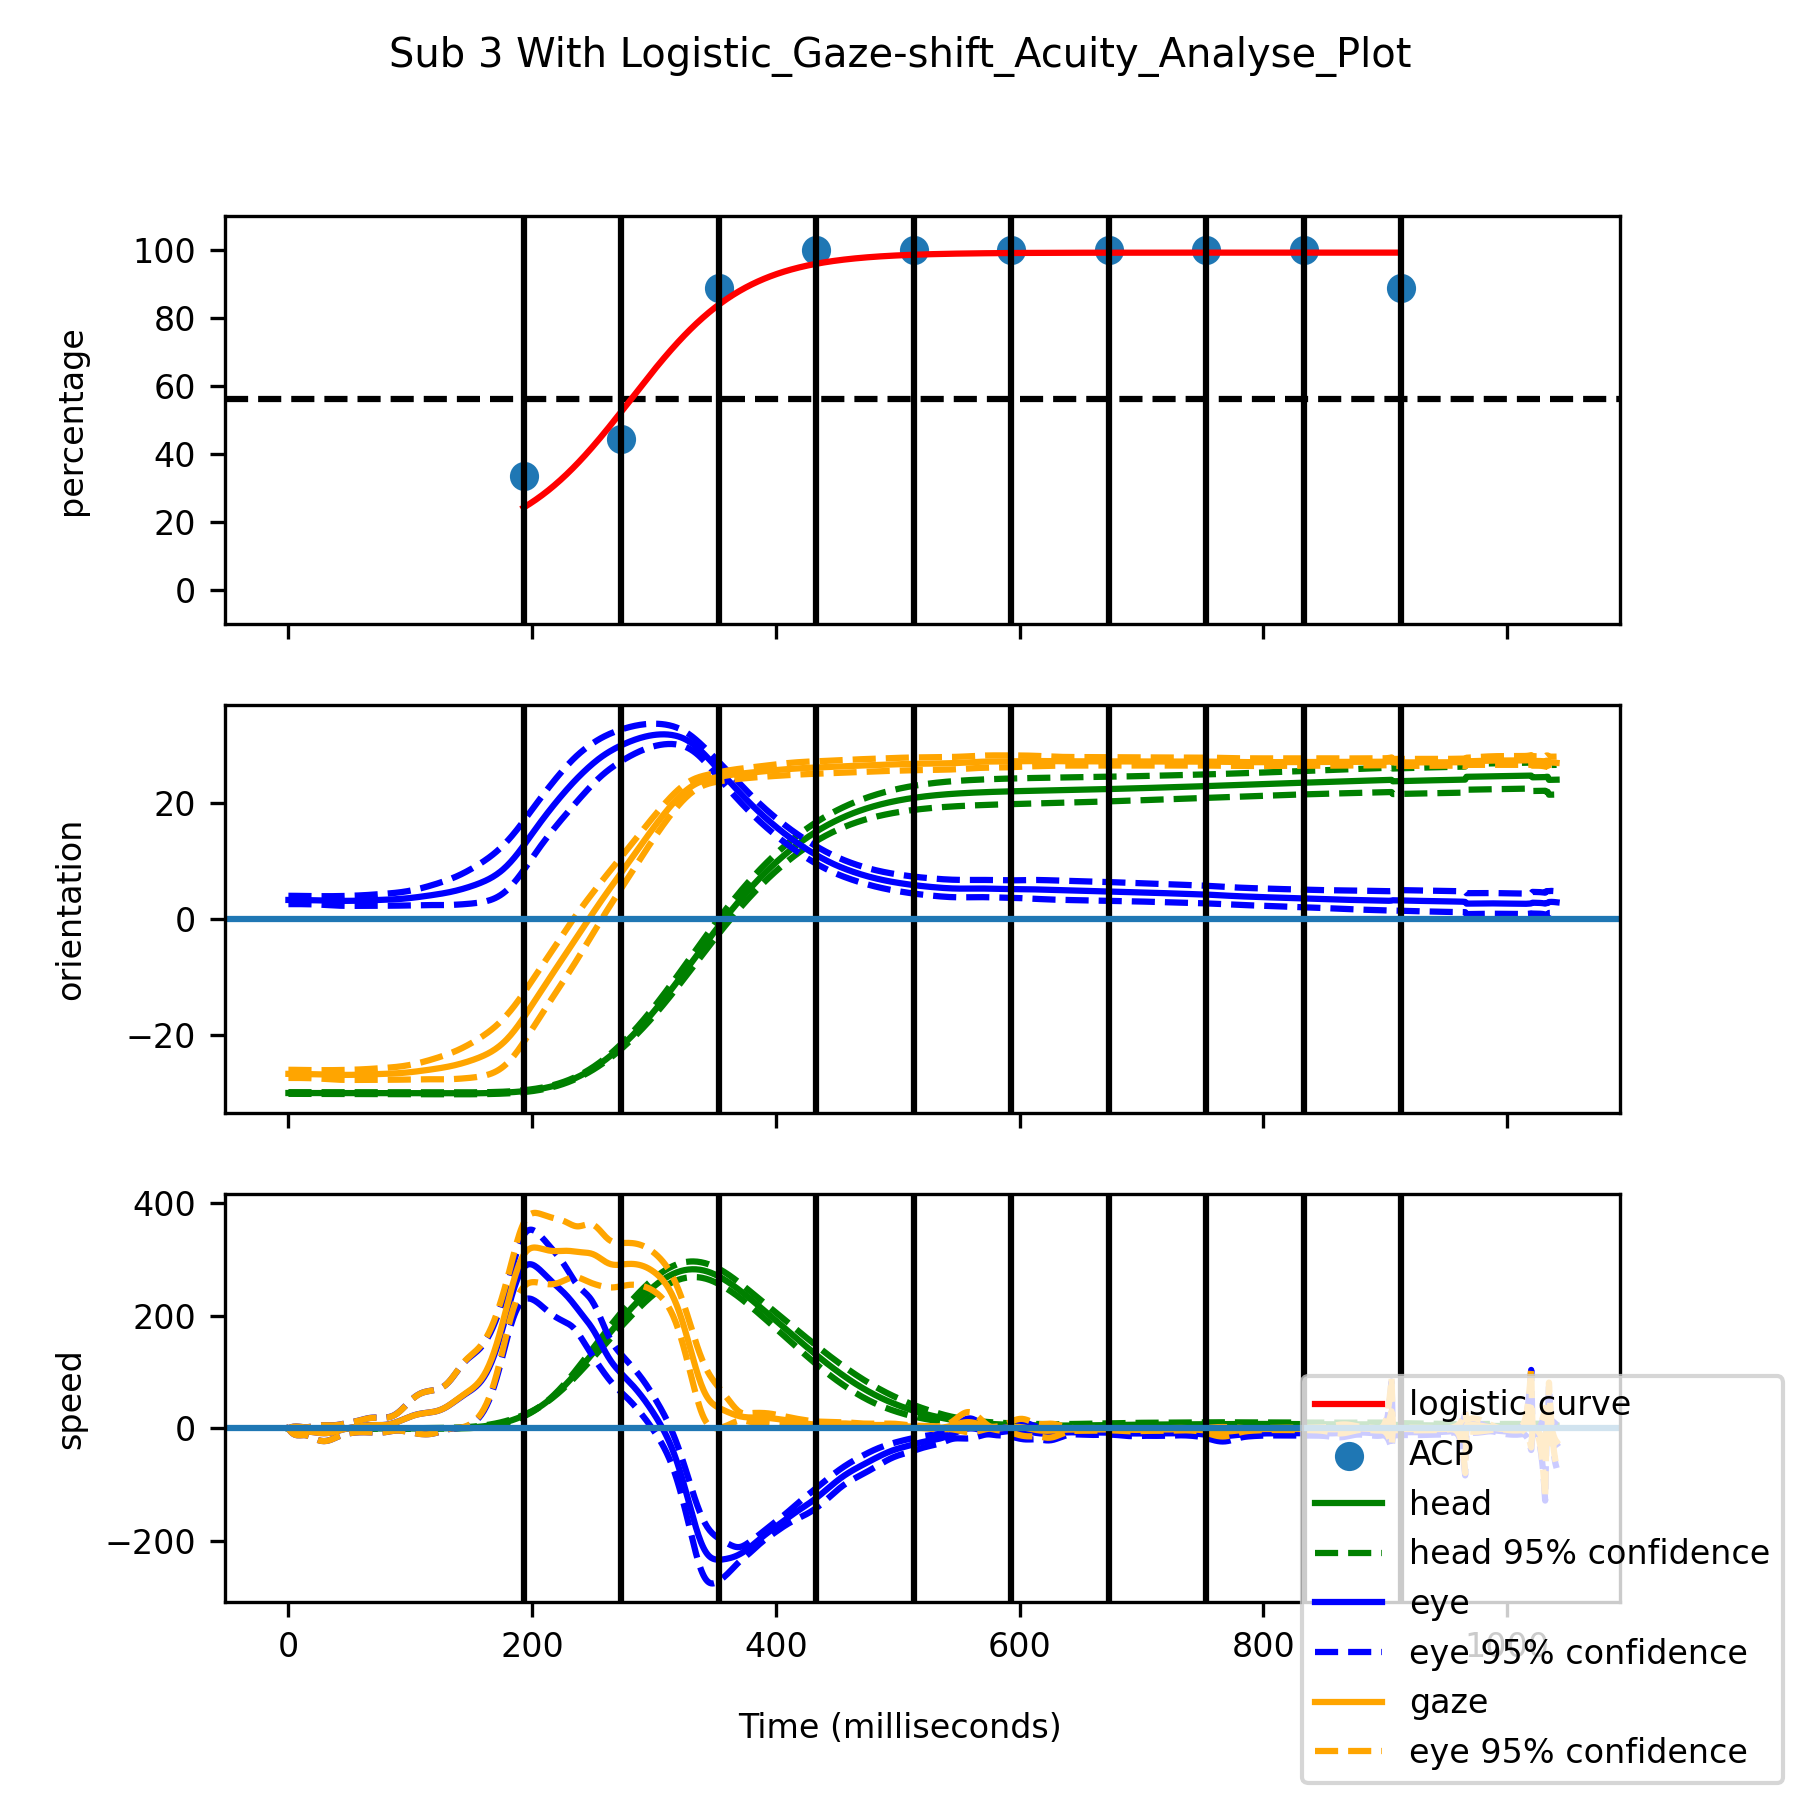 Sub 3 With Logistic_Gaze-shift_Acuity_Analyse_Plot
percentage
100
80
60
40
20
0
orientation
20
0
−20
speed
400
200
0
−200
0 200 400 600 800 1000
Time (milliseconds)
logistic curve
ACP
head
head 95% confidence
eye
eye 95% confidence
gaze
eye 95% confidence